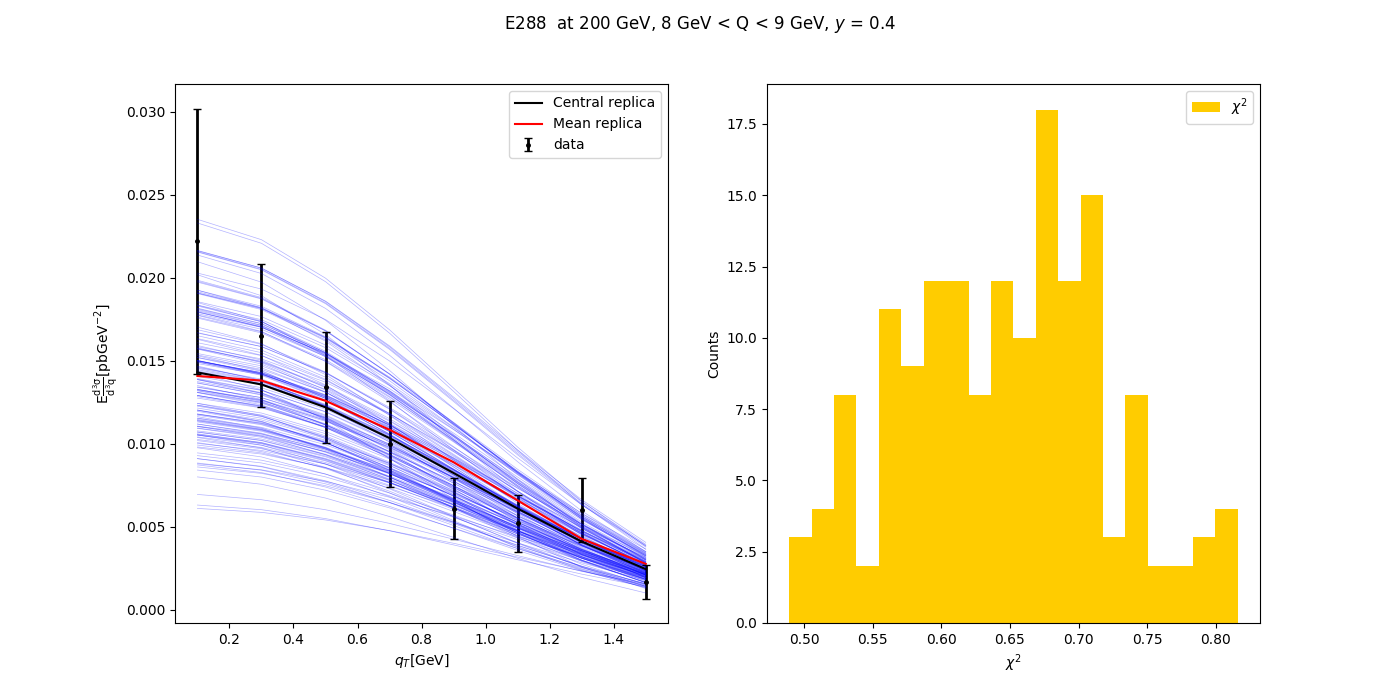 E288 at 200 GeV, 8 GeV < Q < 9 GeV, y = 0.4
Central replica
Mean replica
data
0.030
0.025
0.020
0.015
0.010
0.005
0.000
E d³σ/d³q [pbGeV⁻²]
0.2 0.4 0.6 0.8 1.0 1.2 1.4
q_T[GeV]
χ²
17.5
15.0
12.5
10.0
7.5
5.0
2.5
0.0
Counts
0.50 0.55 0.60 0.65 0.70 0.75 0.80
χ²